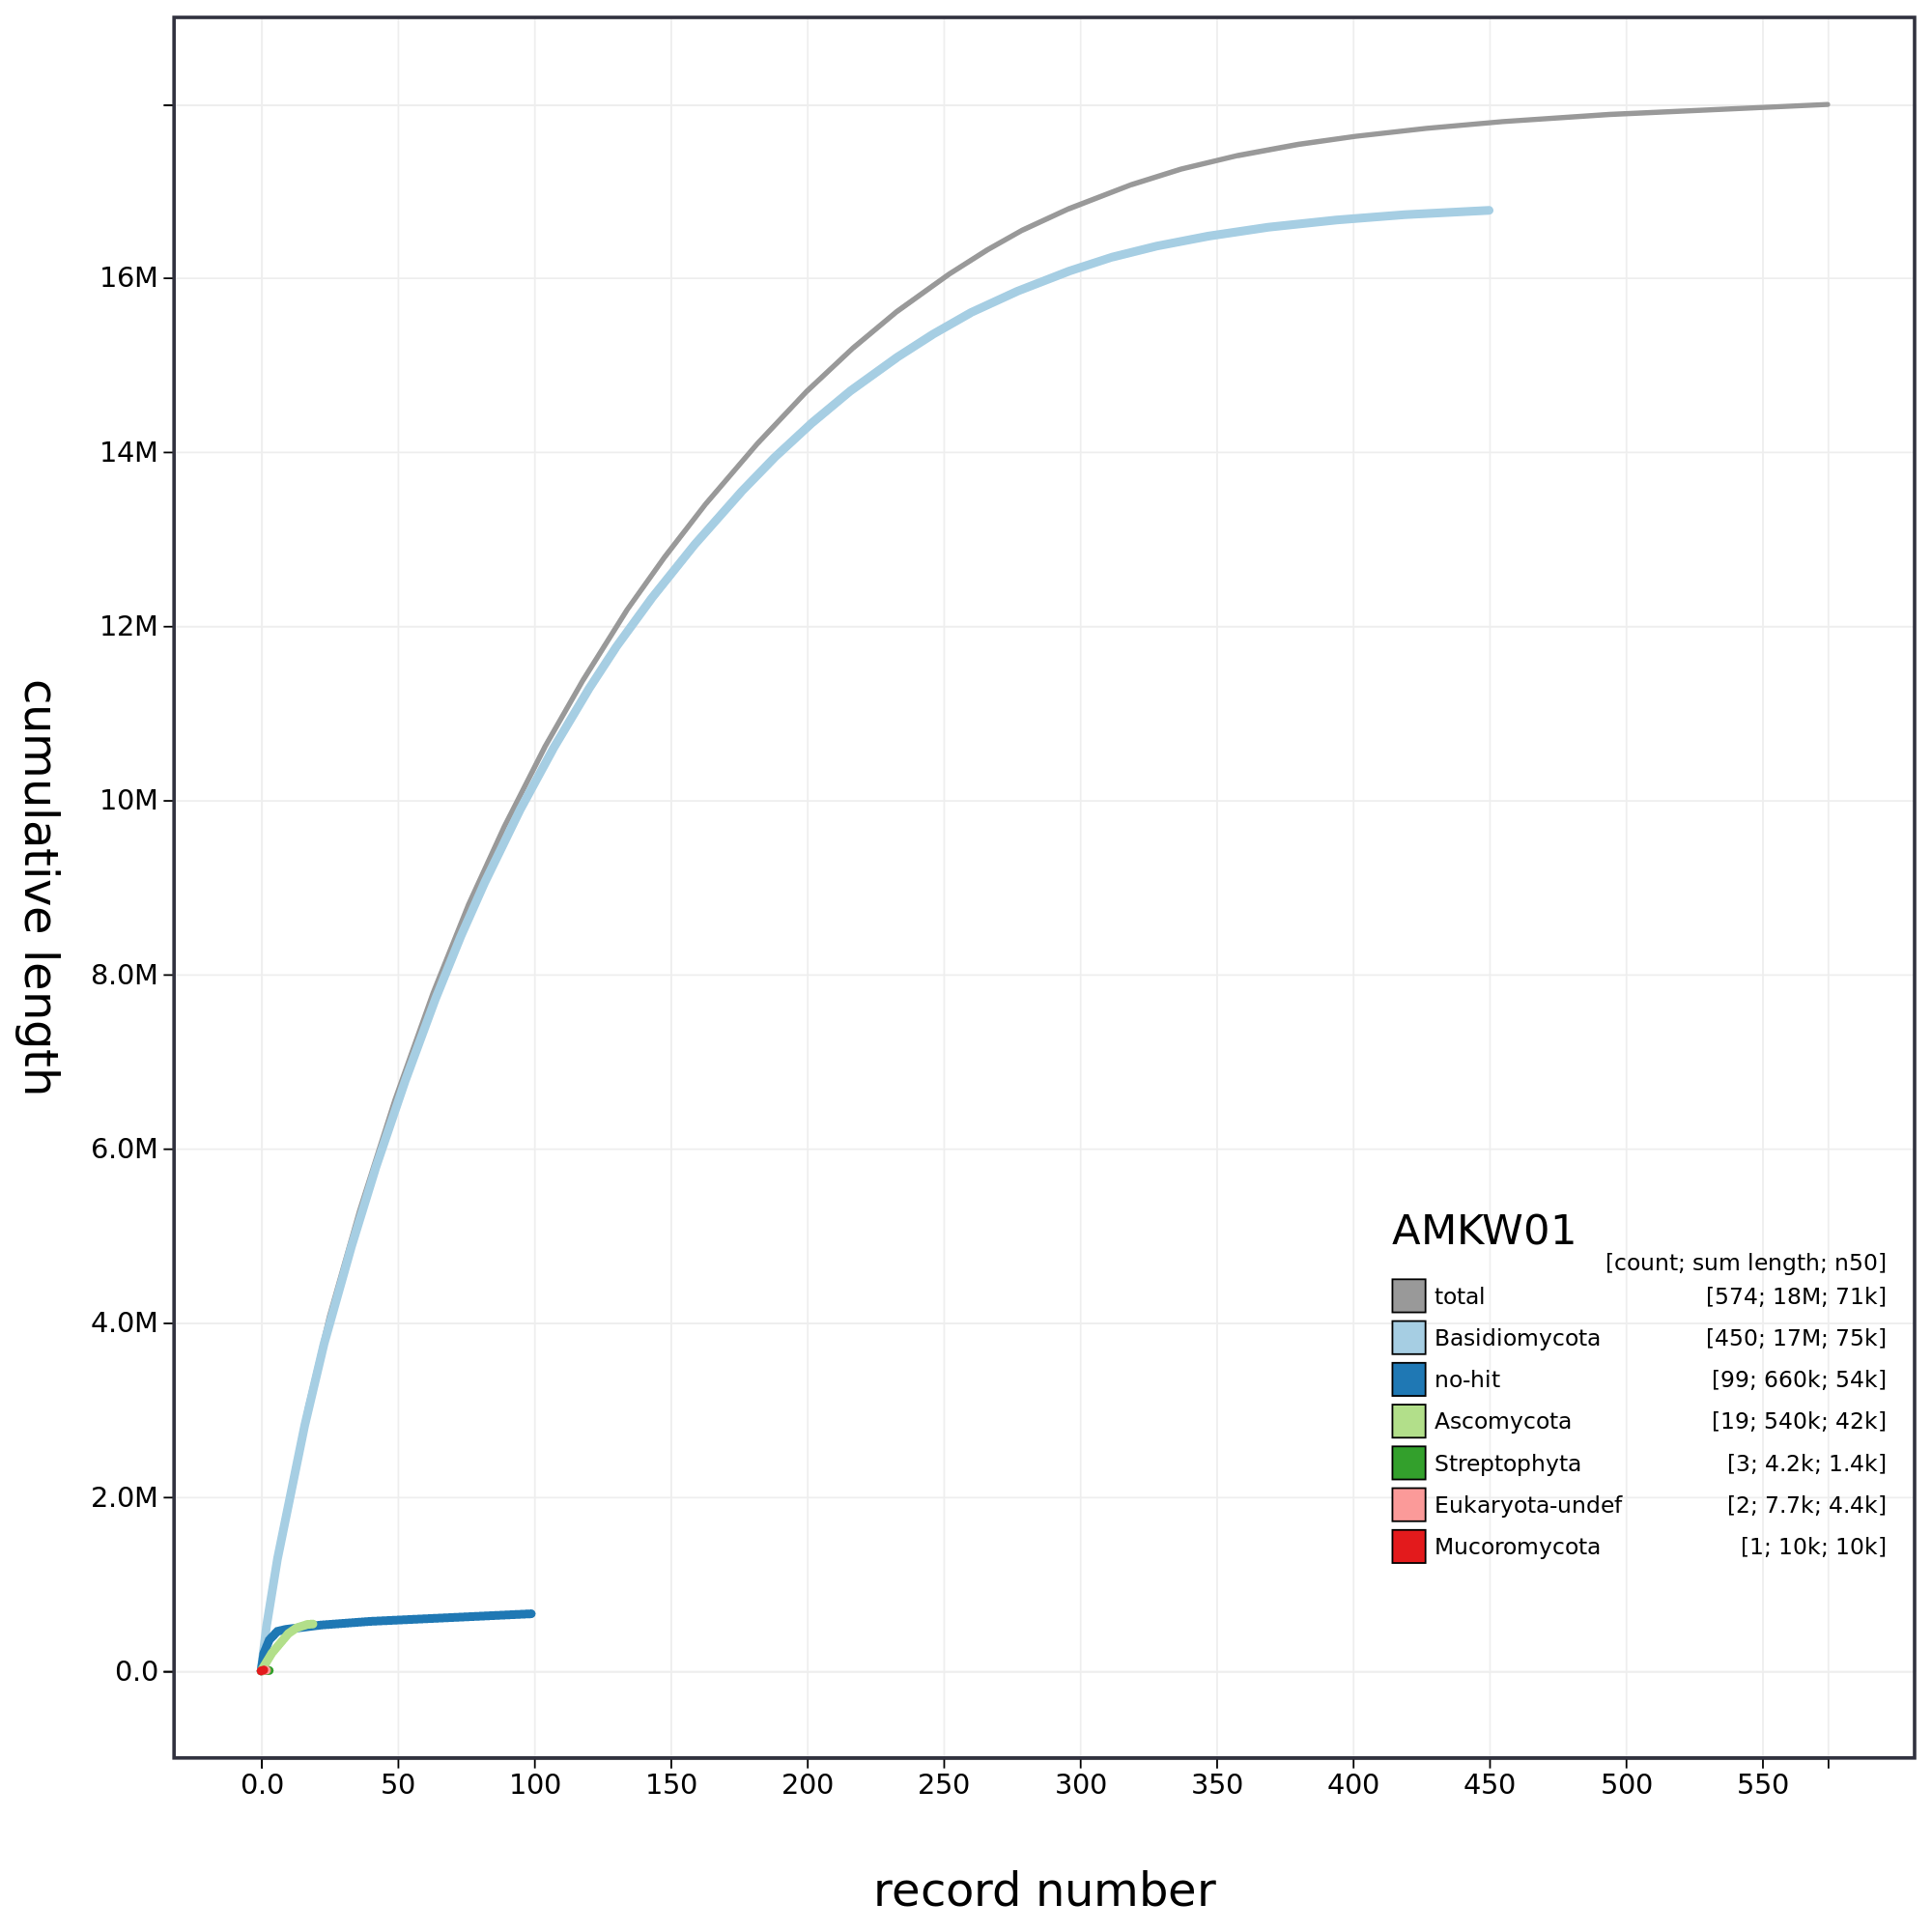 cumulative length
16M
14M
12M
10M
8.0M
6.0M
4.0M
2.0M
0.0
AMKW01
[count; sum length; n50]
total [574; 18M; 71k]
Basidiomycota [450; 17M; 75k]
no-hit [99; 660k; 54k]
Ascomycota [19; 540k; 42k]
Streptophyta [3; 4.2k; 1.4k]
Eukaryota-undef [2; 7.7k; 4.4k]
Mucoromycota [1; 10k; 10k]
0.0 50 100 150 200 250 300 350 400 450 500 550
record number